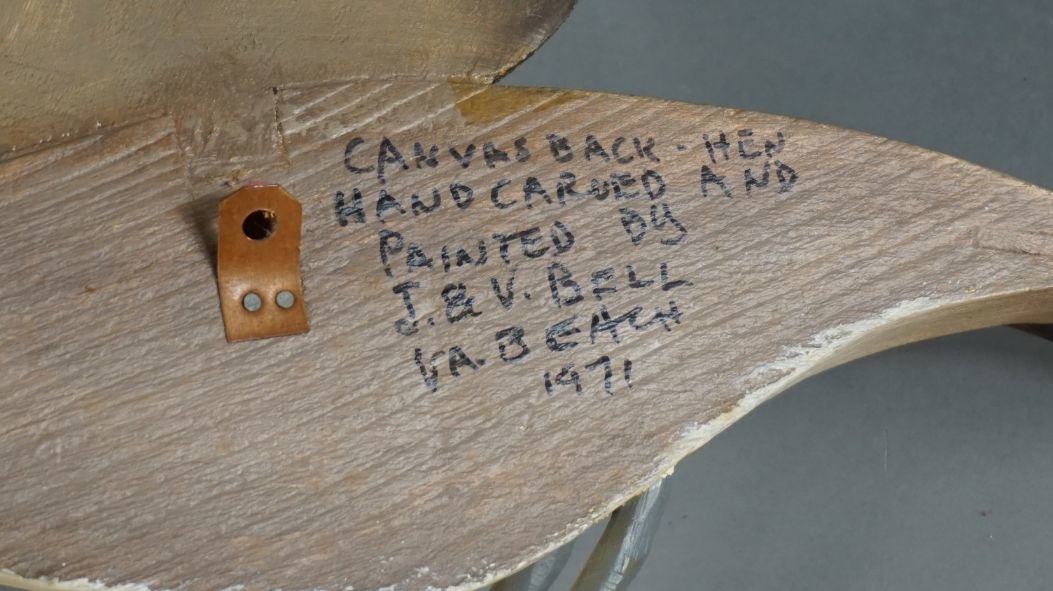 CANVAS BACK - HEN
HAND CARVED AND
PAINTED BY
J. & V. BELL
VA. BEACH
1971